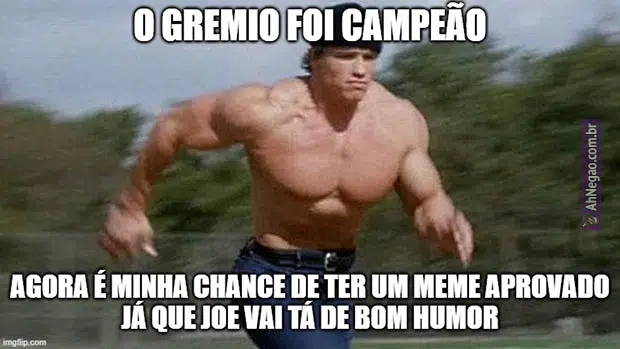 O GREMIO FOI CAMPEÃO
AhNegao.com.br
AGORA É MINHA CHANCE DE TER UM MEME APROVADO
JÁ QUE JOE VAI TÁ DE BOM HUMOR
imgflip.com